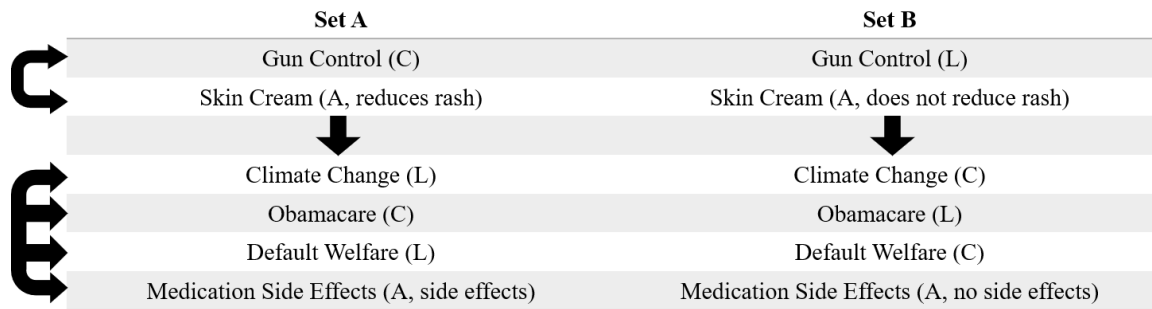 Set A Set B
Gun Control (C) Gun Control (L)
Skin Cream (A, reduces rash) Skin Cream (A, does not reduce rash)
Climate Change (L) Climate Change (C)
Obamacare (C) Obamacare (L)
Default Welfare (L) Default Welfare (C)
Medication Side Effects (A, side effects) Medication Side Effects (A, no side effects)